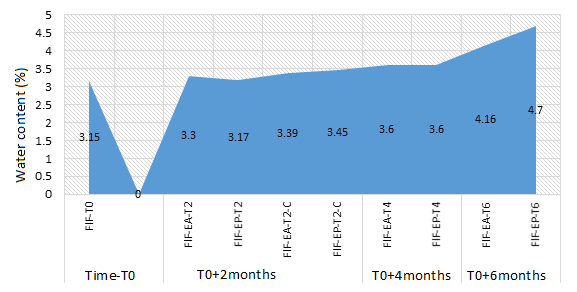 5
4.5
4
3.5
3
2.5
2
1.5
1
0.5
0
Water content (%)
3.15
0
3.3
3.17
3.39
3.45
3.6
3.6
4.16
4.7
FIF-T0
FIF-EA-T2
FIF-EP-T2
FIF-EA-T2-C
FIF-EP-T2-C
FIF-EA-T4
FIF-EP-T4
FIF-EA-T6
FIF-EP-T6
Time-T0
T0+2months
T0+4months
T0+6months